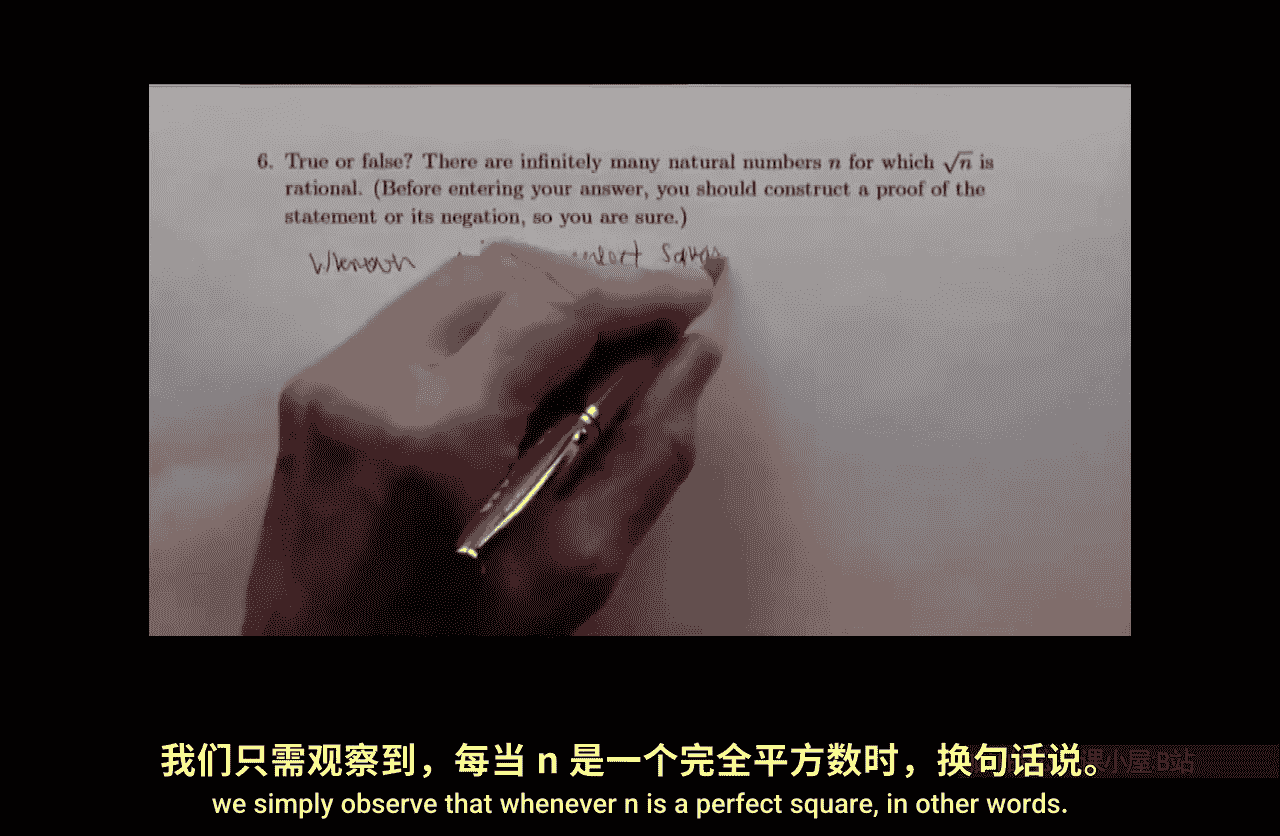 6. True or false? There are infinitely many natural numbers n for which √n is
rational. (Before entering your answer, you should construct a proof of the
statement or its negation, so you are sure.)
我们只需观察到，每当 n 是一个完全平方数时，换句话说。
we simply observe that whenever n is a perfect square, in other words.